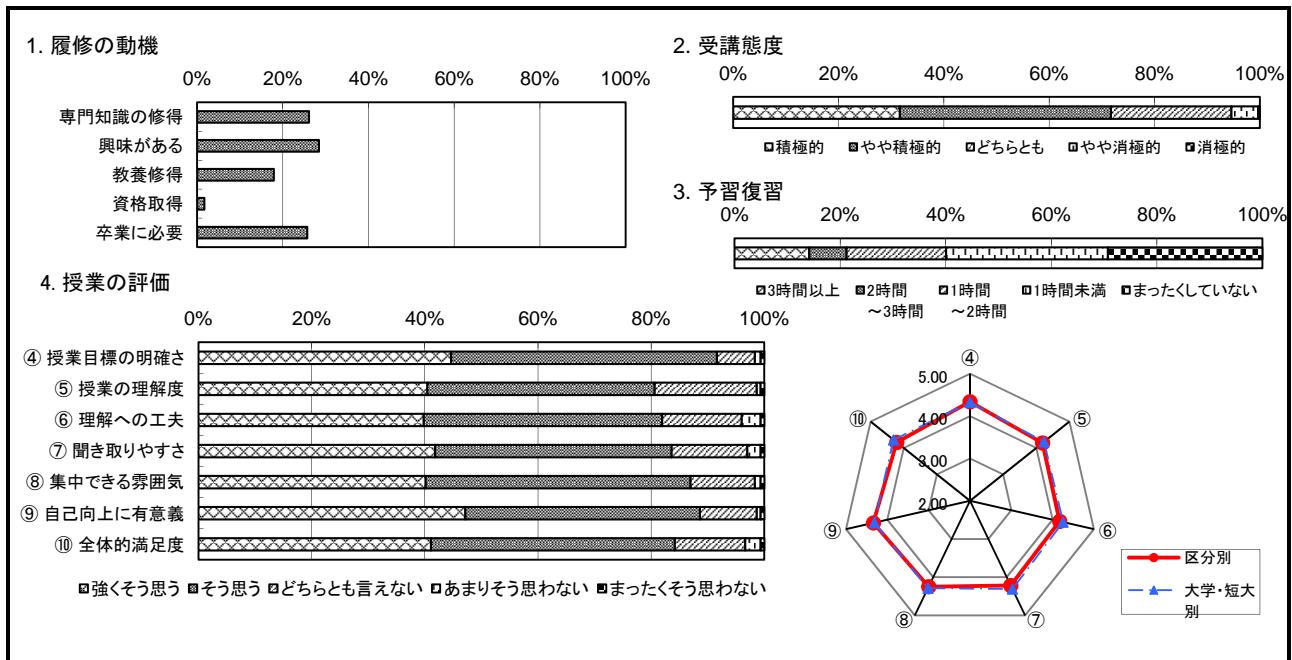 1. 履修の動機
0% 20% 40% 60% 80% 100%
専門知識の修得
興味がある
教養修得
資格取得
卒業に必要
2. 受講態度
0% 20% 40% 60% 80% 100%
積極的 やや積極的 どちらとも やや消極的 消極的
3. 予習復習
0% 20% 40% 60% 80% 100%
3時間以上 2時間 1時間 1時間未満 まったくしていない
～3時間 ～2時間
4. 授業の評価
0% 20% 40% 60% 80% 100%
④ 授業目標の明確さ
⑤ 授業の理解度
⑥ 理解への工夫
⑦ 聞き取りやすさ
⑧ 集中できる雰囲気
⑨ 自己向上に有意義
⑩ 全体的満足度
強くそう思う そう思う どちらとも言えない あまりそう思わない まったくそう思わない
④
5.00
⑩
⑤
4.00
3.00
2.00
⑨
⑥
⑧
⑦
区分別
大学・短大
別